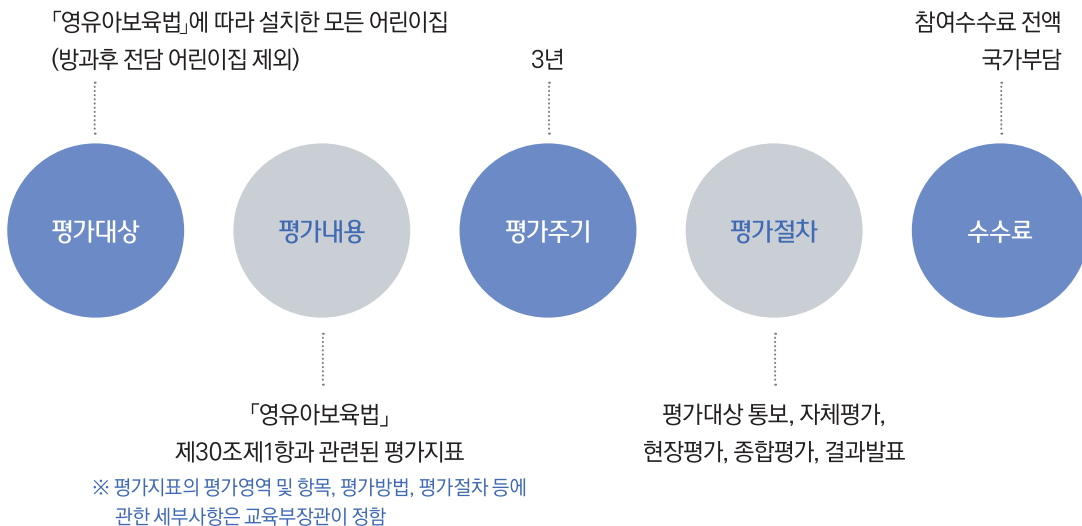 「영유아보육법」에 따라 설치한 모든 어린이집
(방과후 전담 어린이집 제외)
3년
참여수수료 전액
국가부담
평가대상
평가내용
평가주기
평가절차
수수료
「영유아보육법」
제30조제1항과 관련된 평가지표
※ 평가지표의 평가영역 및 항목, 평가방법, 평가절차 등에
관한 세부사항은 교육부장관이 정함
평가대상 통보, 자체평가,
현장평가, 종합평가, 결과발표